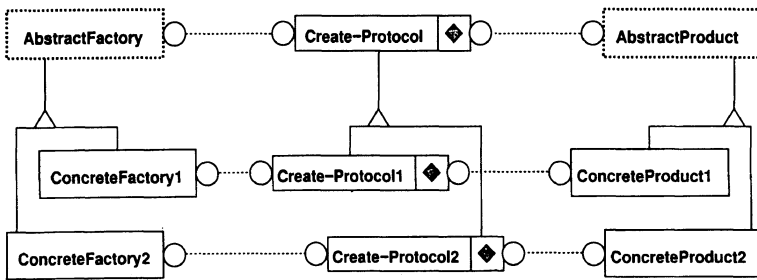 AbstractFactory
Create-Protocol
AbstractProduct
ConcreteFactory1
Create-Protocol1
ConcreteProduct1
ConcreteFactory2
Create-Protocol2
ConcreteProduct2